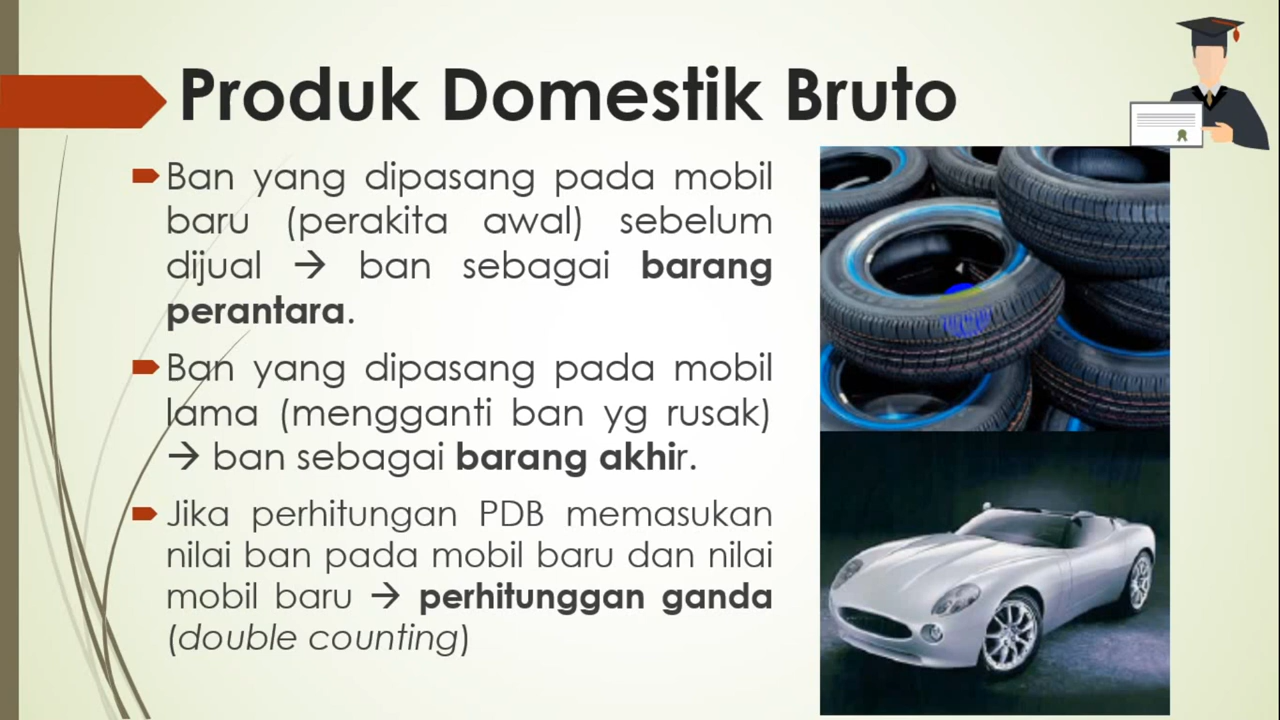 Produk Domestik Bruto
Ban yang dipasang pada mobil
baru (perakita awal) sebelum
dijual → ban sebagai barang
perantara.
Ban yang dipasang pada mobil
lama (mengganti ban yg rusak)
→ ban sebagai barang akhir.
Jika perhitungan PDB memasukan
nilai ban pada mobil baru dan nilai
mobil baru → perhitunggan ganda
(double counting)